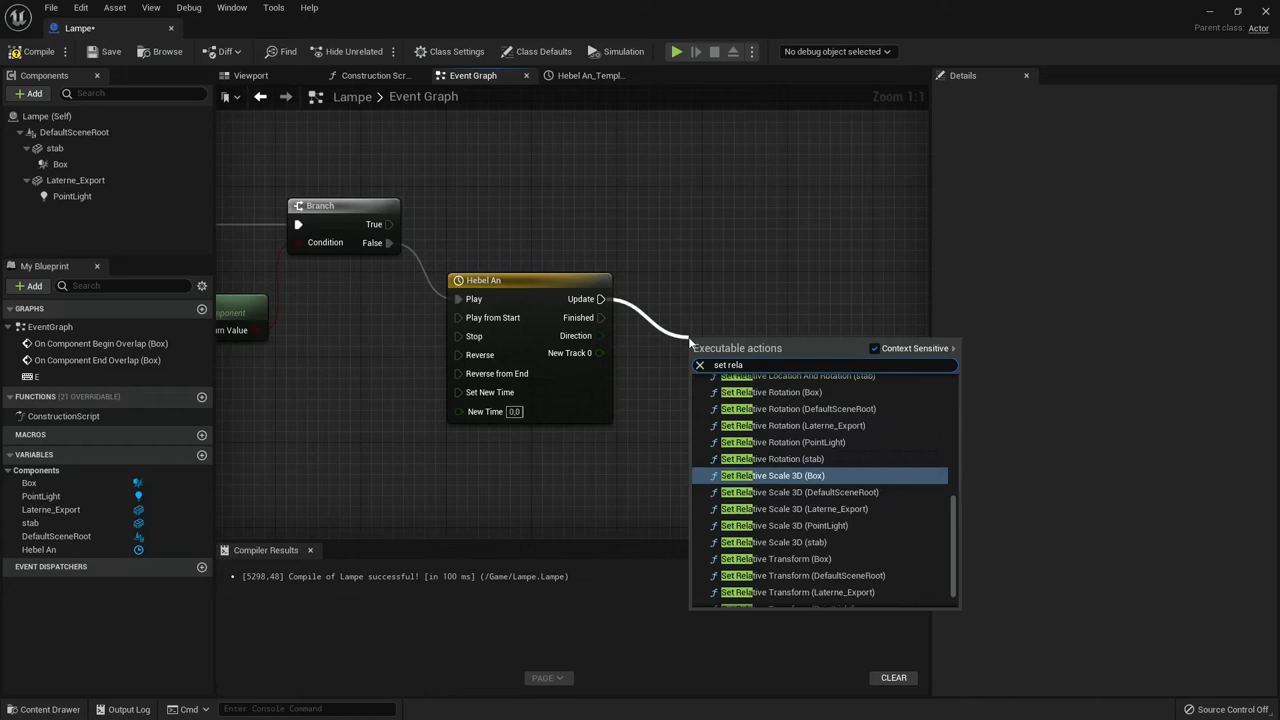 File Edit Asset View Debug Window Tools Help
Lampe•
Parent class: Actor
Compile Save Browse Diff Find Hide Unrelated Class Settings Class Defaults Simulation No debug object selected
Components
Add Search
Lampe (Self)
DefaultSceneRoot
stab
Box
Laterne_Export
PointLight
My Blueprint
Add Search
GRAPHS
EventGraph
On Component Begin Overlap (Box)
On Component End Overlap (Box)
E
FUNCTIONS (21 OVERRIDABLE)
ConstructionScript
MACROS
VARIABLES
Components
Box
PointLight
Laterne_Export
stab
DefaultSceneRoot
Hebel An
EVENT DISPATCHERS
Viewport Construction Scr... Event Graph Hebel An_Templ...
Lampe > Event Graph Zoom 1:1
Branch
True
Condition False
Hebel An
Play Update
Play from Start Finished
Stop Direction
Reverse New Track 0
Reverse from End
Set New Time
New Time 0,0
Executable actions Context Sensitive
set rela
Set Relative Location And Rotation (stab)
Set Relative Rotation (Box)
Set Relative Rotation (DefaultSceneRoot)
Set Relative Rotation (Laterne_Export)
Set Relative Rotation (PointLight)
Set Relative Rotation (stab)
Set Relative Scale 3D (Box)
Set Relative Scale 3D (DefaultSceneRoot)
Set Relative Scale 3D (Laterne_Export)
Set Relative Scale 3D (PointLight)
Set Relative Scale 3D (stab)
Set Relative Transform (Box)
Set Relative Transform (DefaultSceneRoot)
Set Relative Transform (Laterne_Export)
Compiler Results
[5298,48] Compile of Lampe successful! [in 100 ms] (/Game/Lampe.Lampe)
PAGE CLEAR
Details
Content Drawer Output Log Cmd Enter Console Command Source Control Off